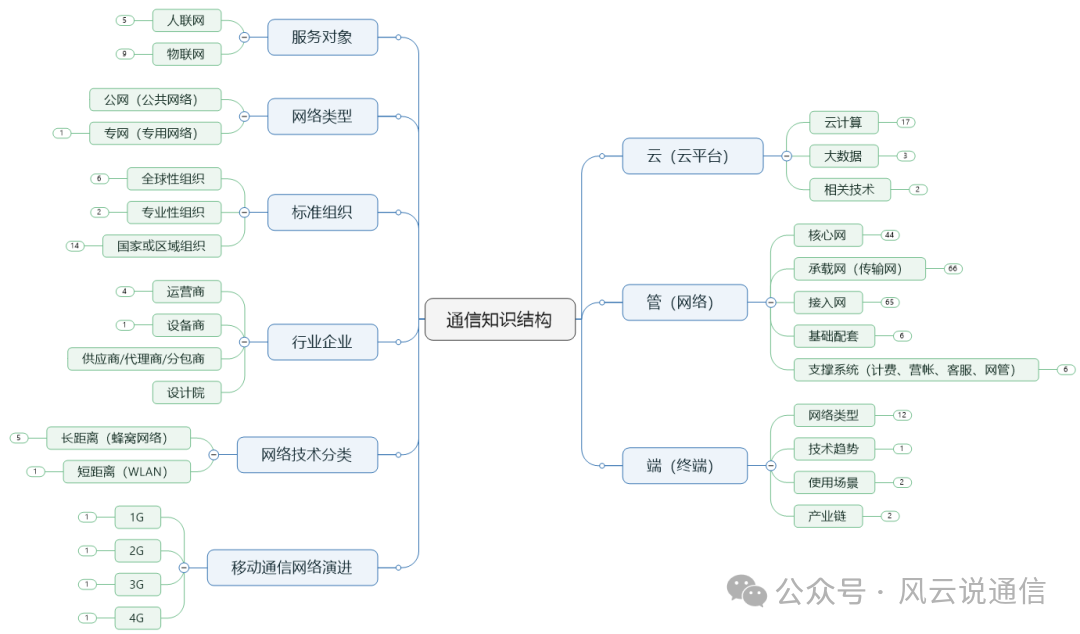 通信知识结构
服务对象
人联网
5
物联网
9
网络类型
公网（公共网络）
专网（专用网络）
1
标准组织
全球性组织
6
专业性组织
2
国家或区域组织
14
行业企业
运营商
4
设备商
1
供应商/代理商/分包商
设计院
网络技术分类
长距离（蜂窝网络）
5
短距离（WLAN）
1
移动通信网络演进
1G
1
2G
1
3G
1
4G
1
云（云平台）
云计算
17
大数据
3
相关技术
2
管（网络）
核心网
44
承载网（传输网）
66
接入网
65
基础配套
6
支撑系统（计费、营帐、客服、网管）
6
端（终端）
网络类型
12
技术趋势
1
使用场景
2
产业链
2
公众号 · 风云说通信